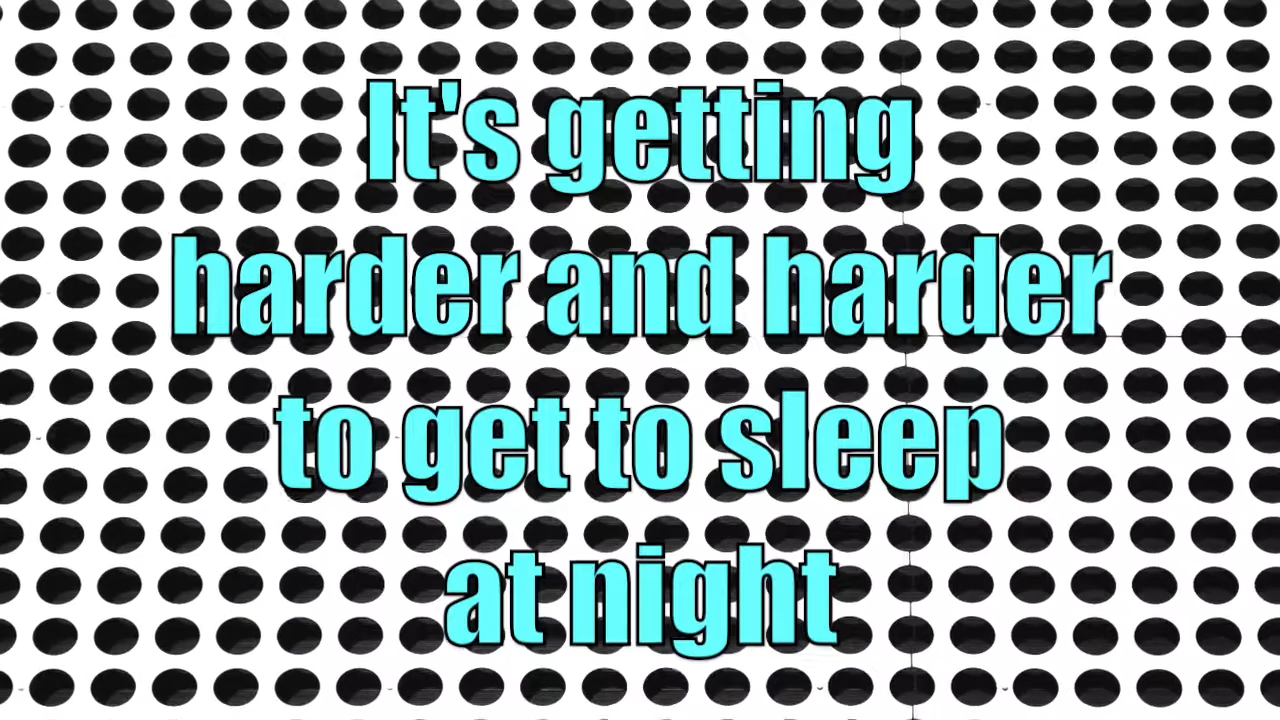 It's getting
harder and harder
to get to sleep
at night